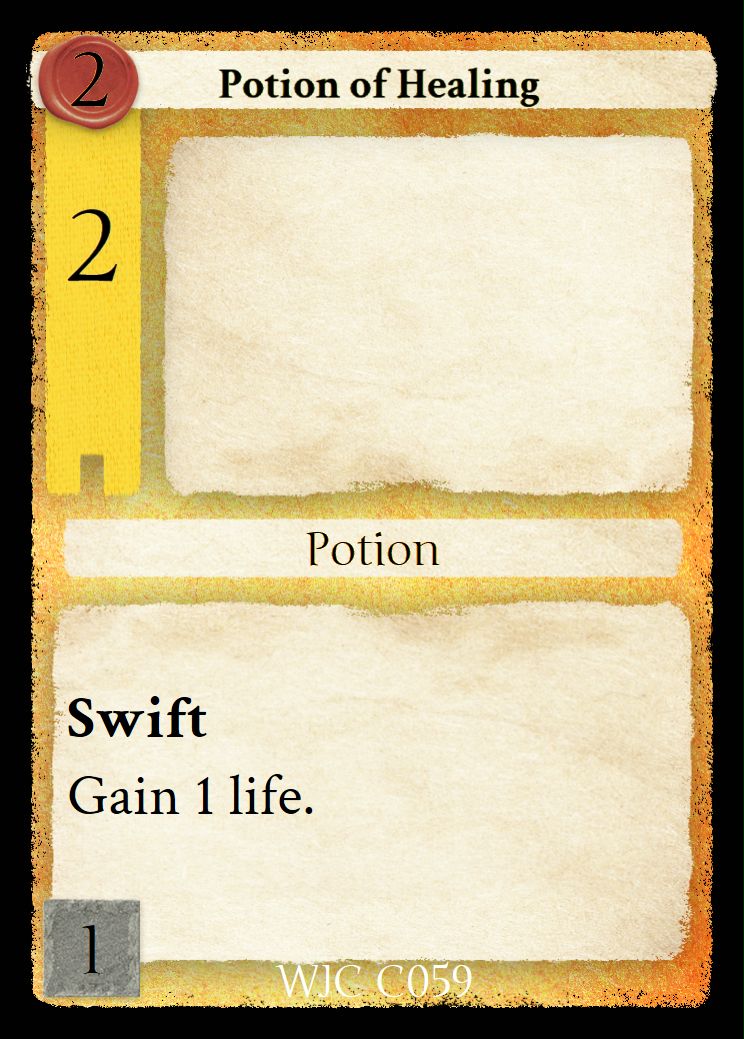 2
Potion of Healing
2
Potion
Swift
Gain 1 life.
1
WJC C059